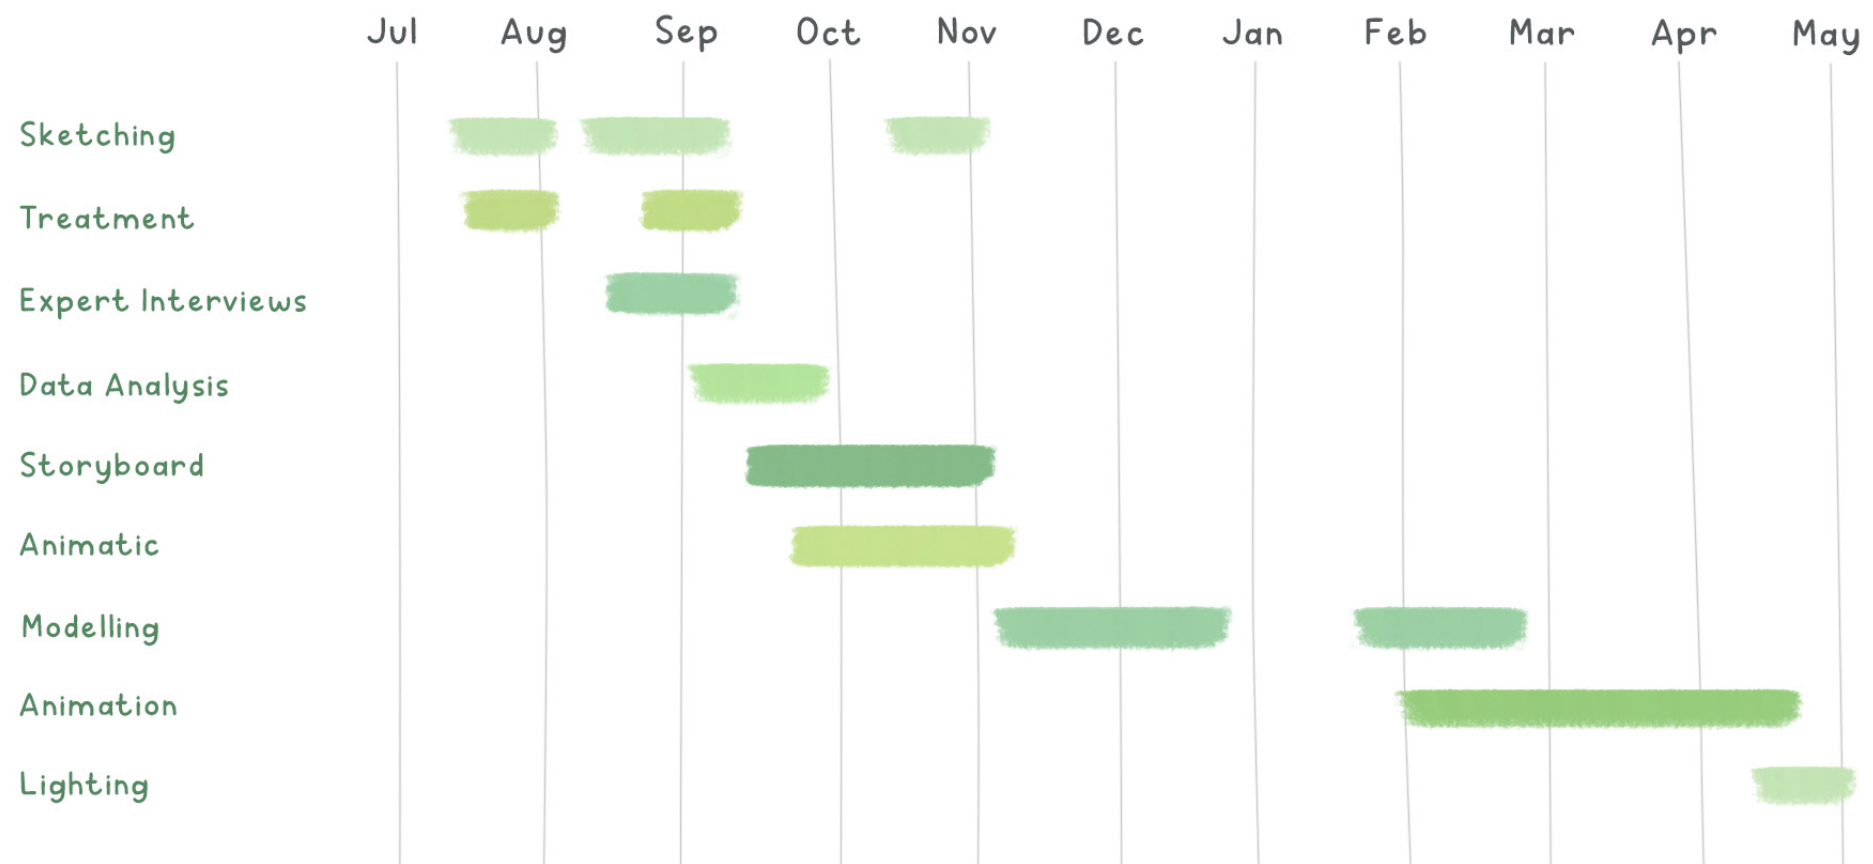 Jul Aug Sep Oct Nov Dec Jan Feb Mar Apr May
Sketching
Treatment
Expert Interviews
Data Analysis
Storyboard
Animatic
Modelling
Animation
Lighting